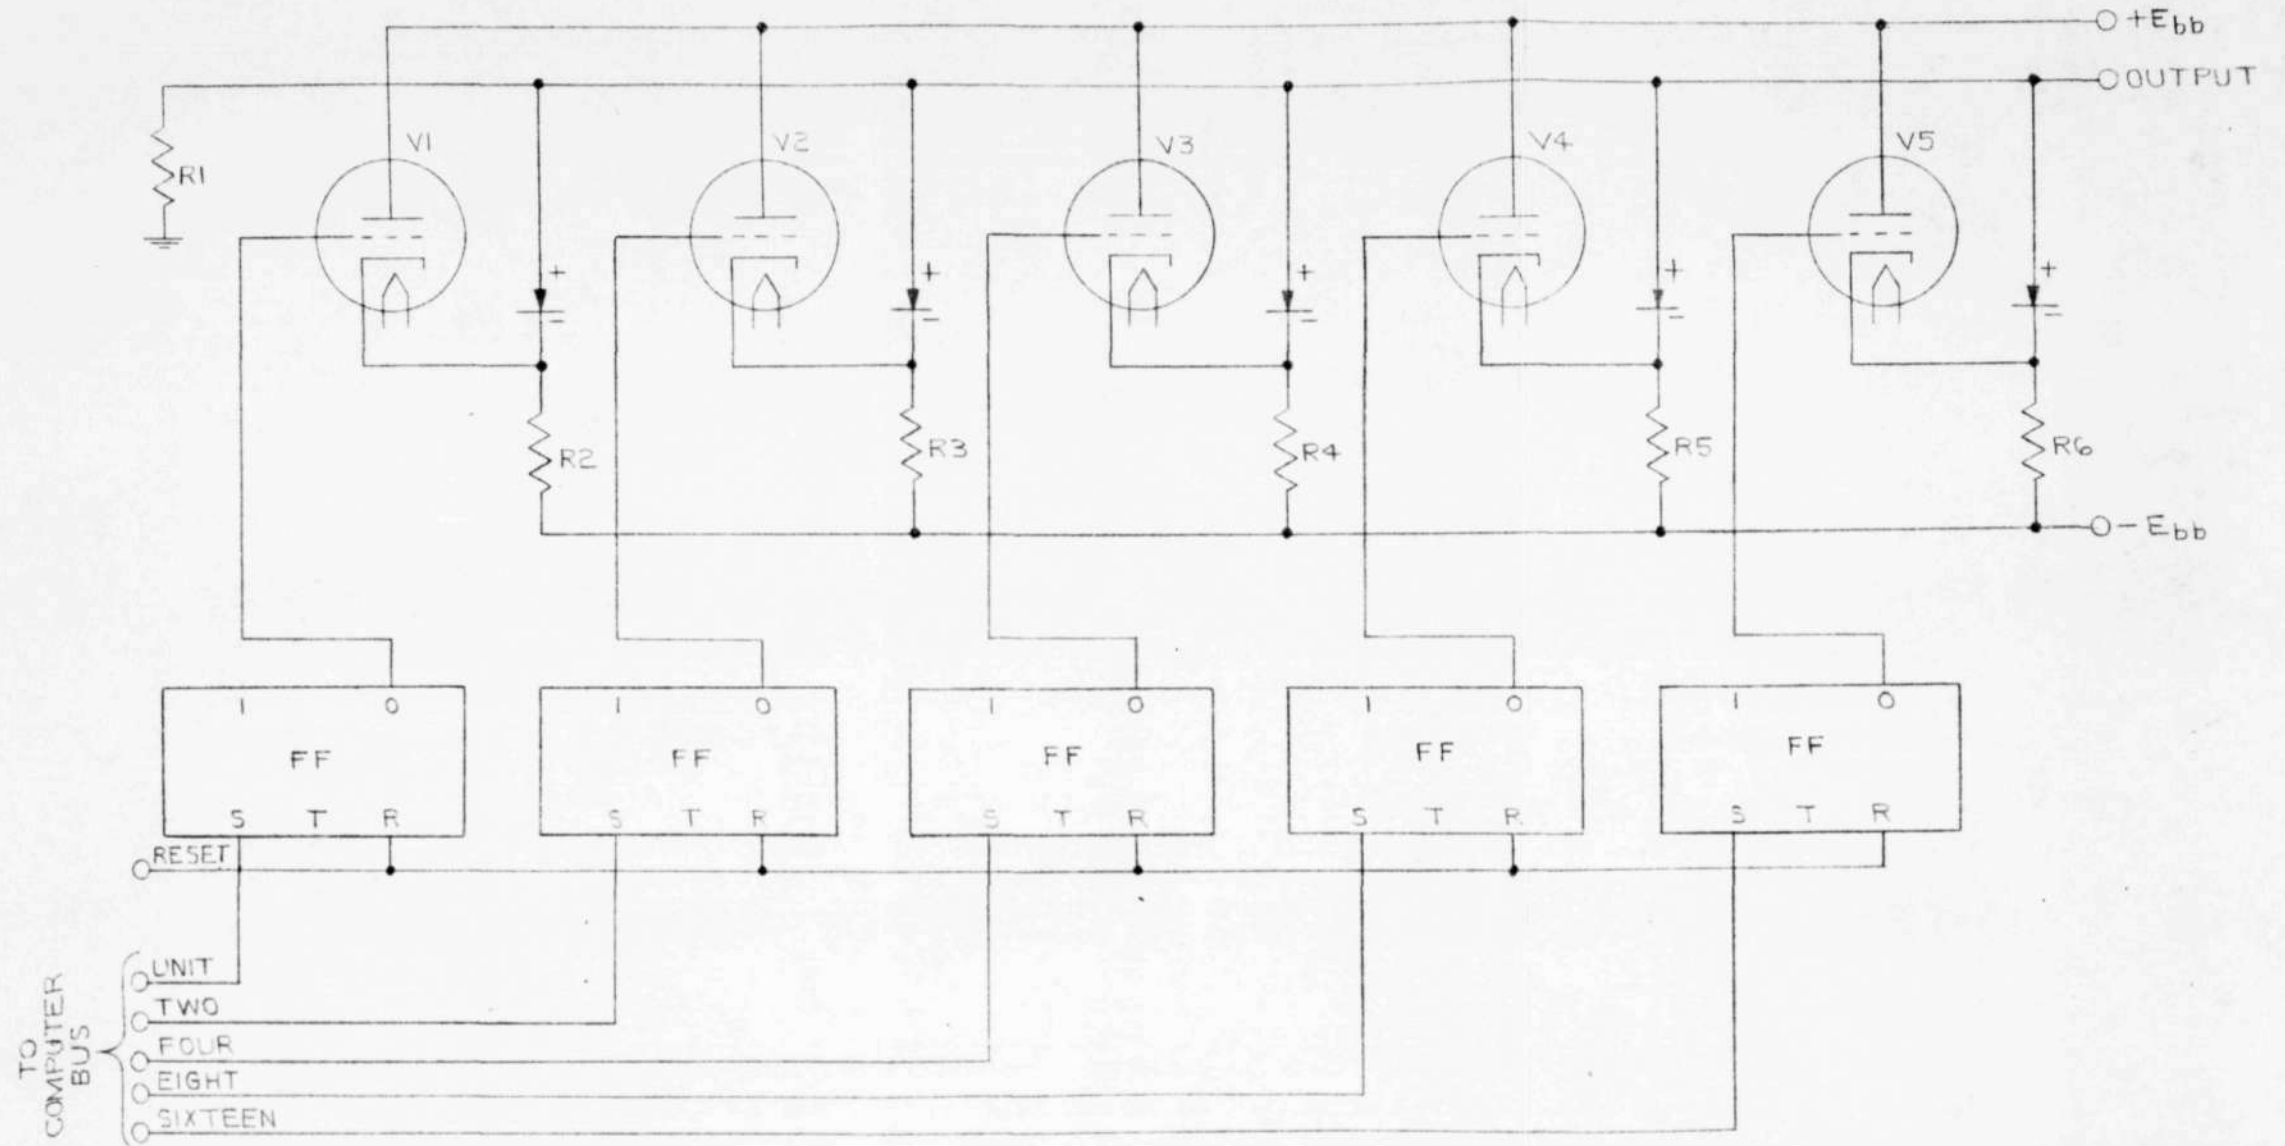 +Ebb
OUTPUT
V1 V2 V3 V4 V5
R1
+ + + + +
- - - - -
R2 R3 R4 R5 R6
-Ebb
1 0 1 0 1 0 1 0 1 0
FF FF FF FF FF
S T R S T R S T R S T R S T R
RESET
UNIT
TWO
FOUR
EIGHT
SIXTEEN
TO
COMPUTER
BUS